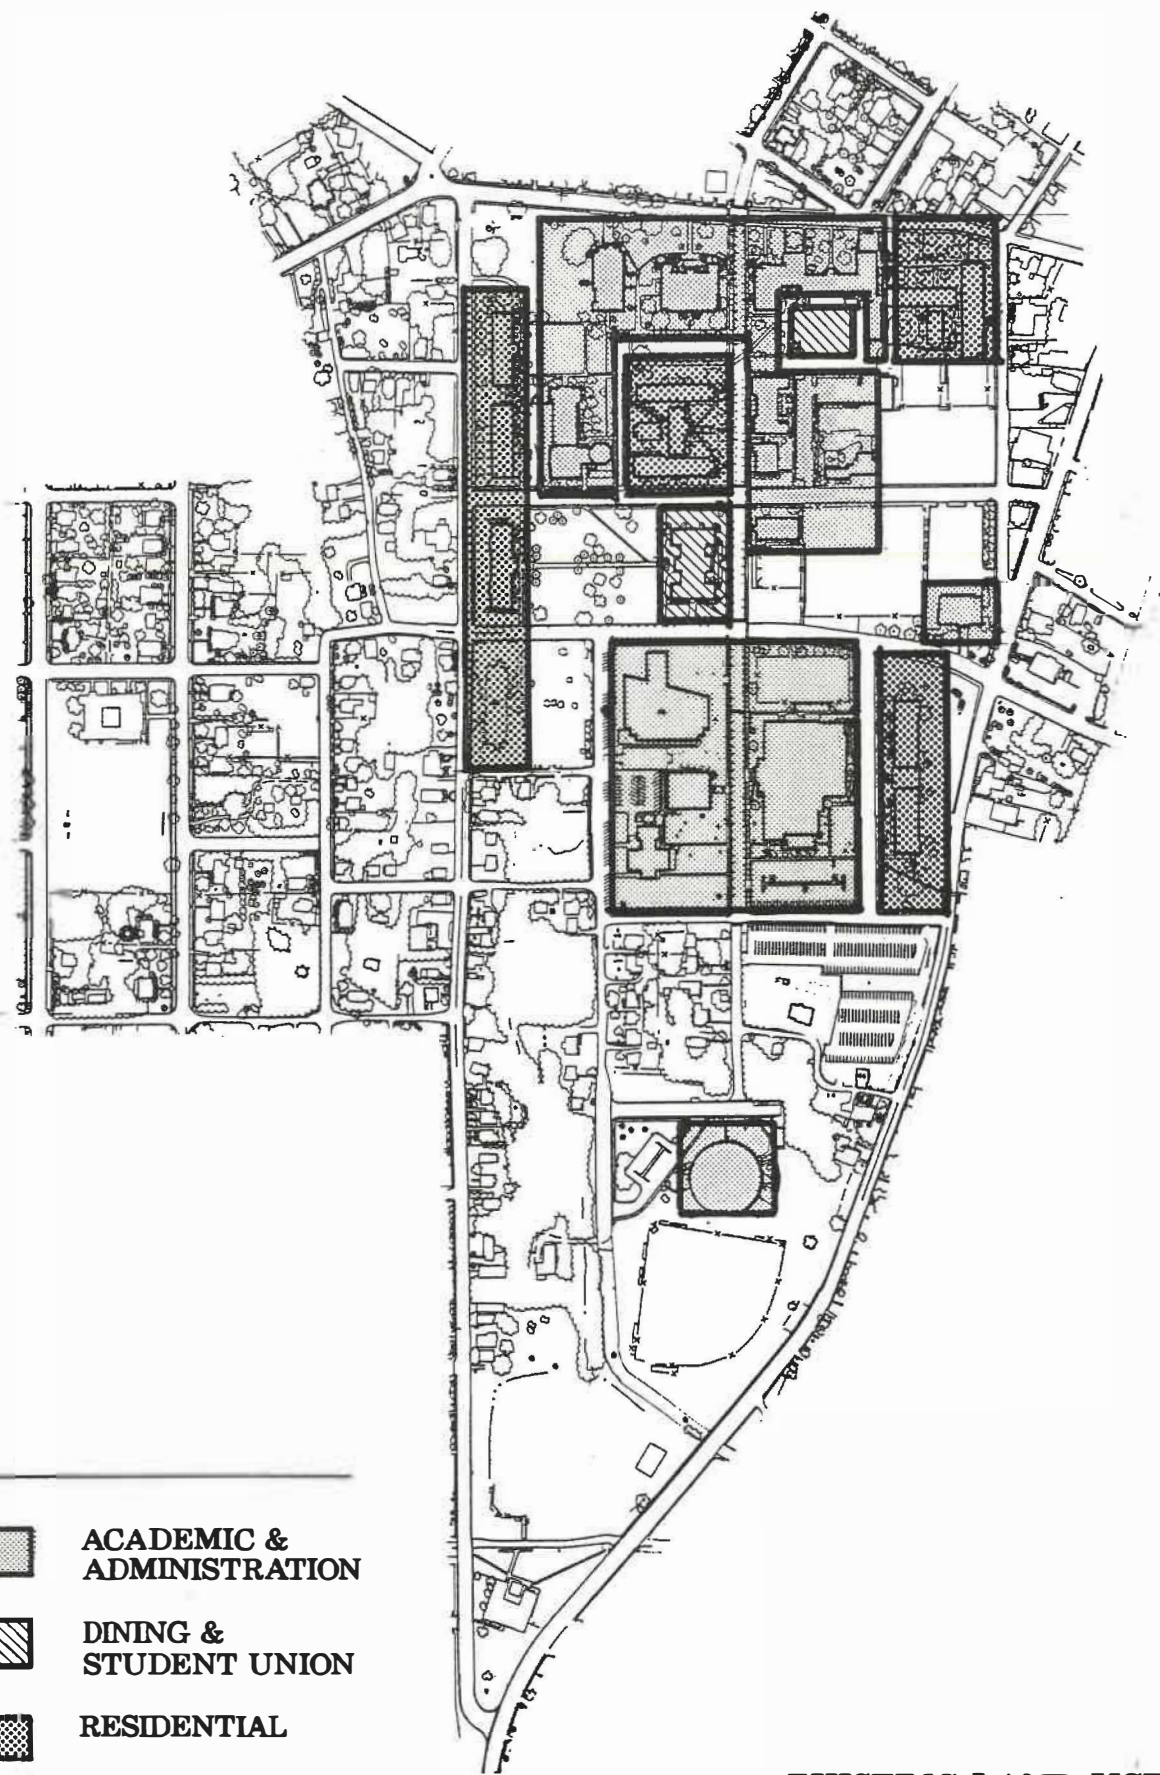 ACADEMIC &
ADMINISTRATION
DINING &
STUDENT UNION
RESIDENTIAL